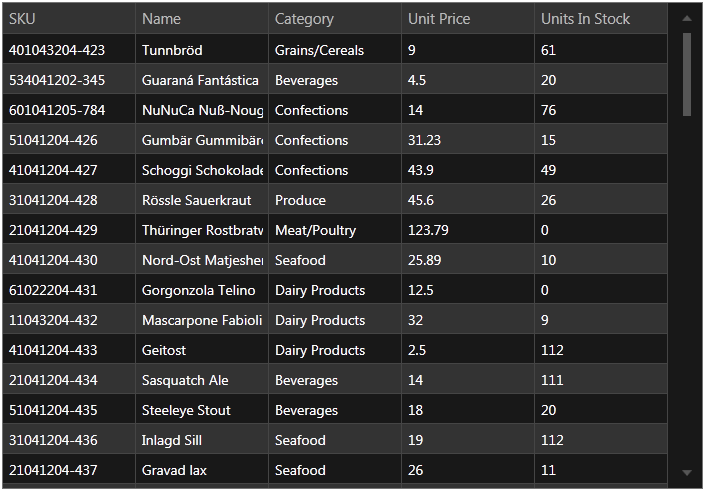 SKU Name Category Unit Price Units In Stock
401043204-423 Tunnbröd Grains/Cereals 9 61
534041202-345 Guaraná Fantástica Beverages 4.5 20
601041205-784 NuNuCa Nuß-Noug Confections 14 76
51041204-426 Gumbär Gummibär Confections 31.23 15
41041204-427 Schoggi Schokolade Confections 43.9 49
31041204-428 Rössle Sauerkraut Produce 45.6 26
21041204-429 Thüringer Rostbratw Meat/Poultry 123.79 0
41041204-430 Nord-Ost Matjesher Seafood 25.89 10
61022204-431 Gorgonzola Telino Dairy Products 12.5 0
11043204-432 Mascarpone Fabioli Dairy Products 32 9
41041204-433 Geitost Dairy Products 2.5 112
21041204-434 Sasquatch Ale Beverages 14 111
51041204-435 Steeleye Stout Beverages 18 20
31041204-436 Inlagd Sill Seafood 19 112
21041204-437 Gravad lax Seafood 26 11